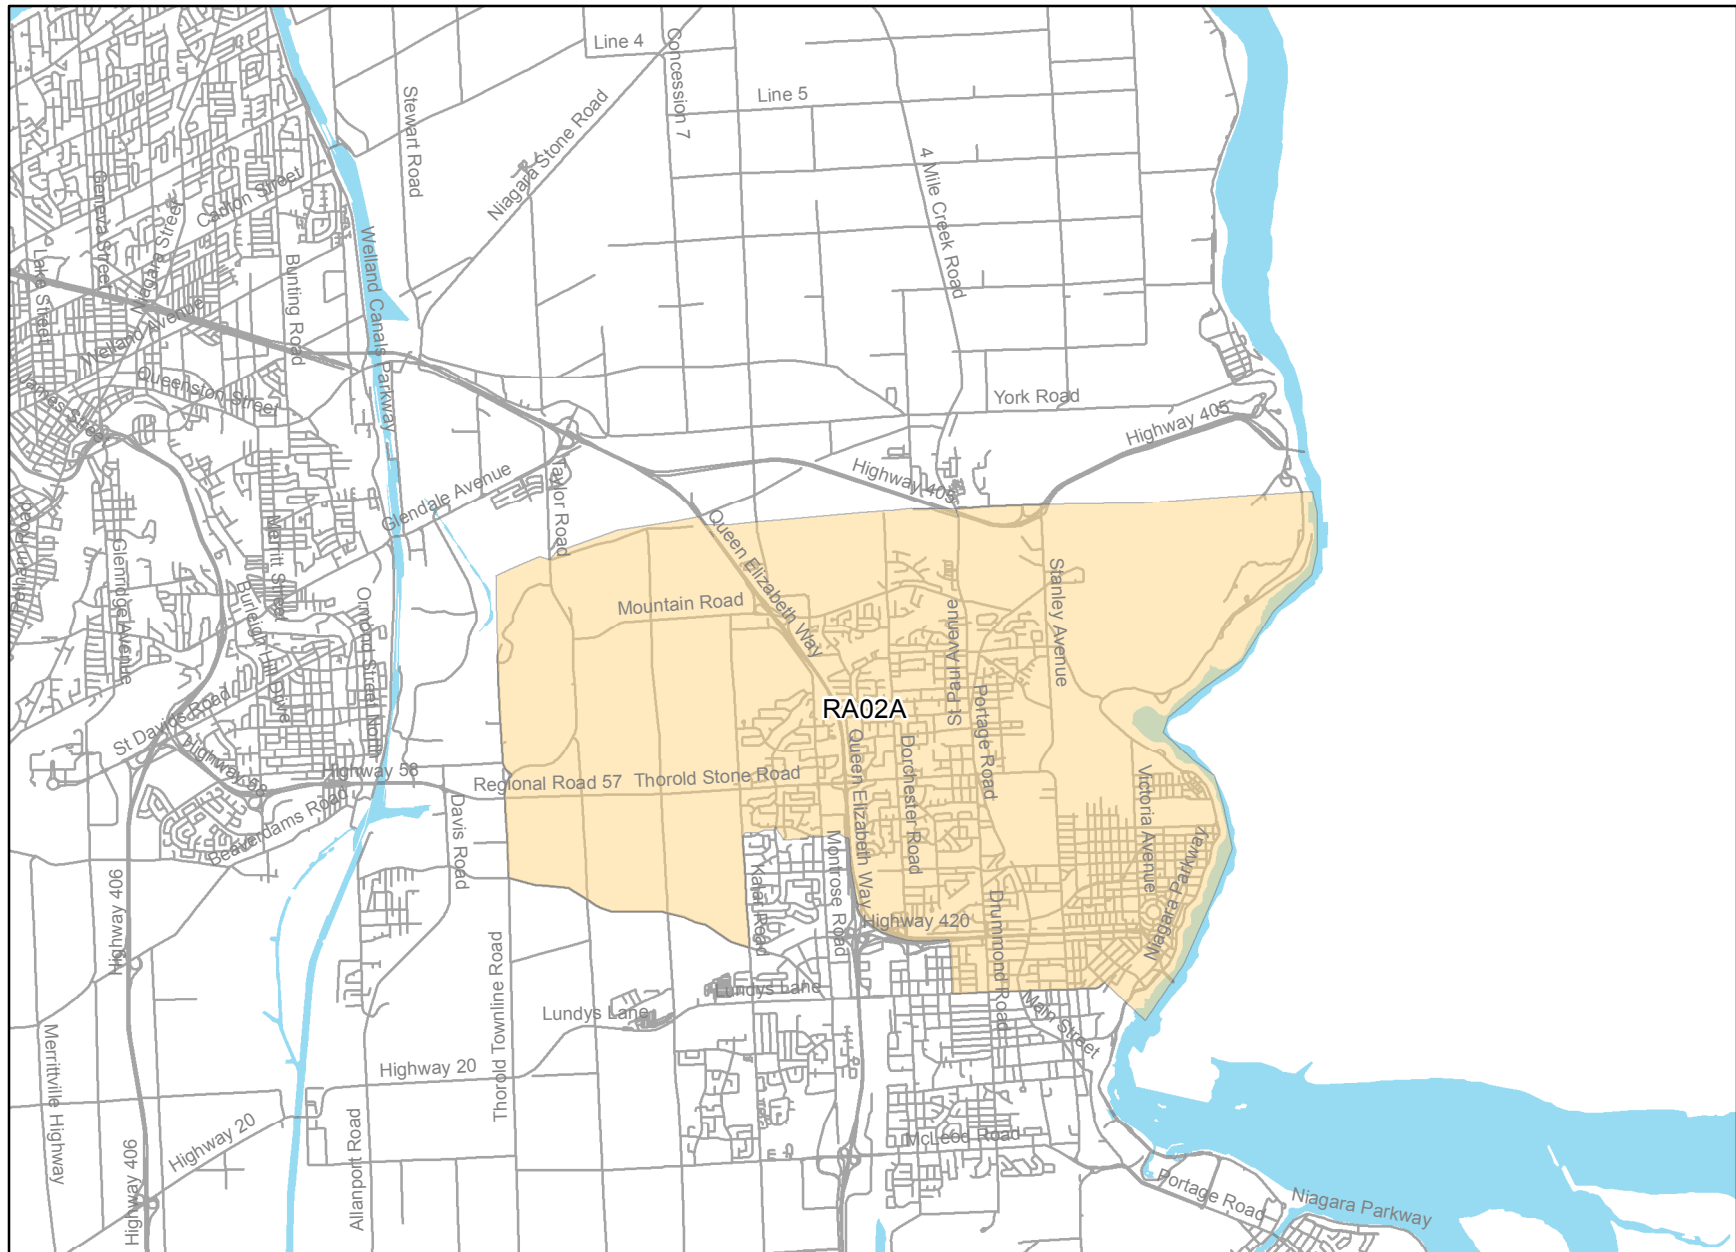 Line 4
Concession 7
Line 5
Stewart Road
Niagara Stone Road
4 Mile Creek Road
Geneva Street
Carlton Street
Niagara Street
Lake Street
Bunting Road
Welland Canals Parkway
Welland Avenue
Queenston Street
James Street
York Road
Highway 405
Highway 405
Glendale Avenue
Taylor Road
Queen Elizabeth Way
Pelham Road
Glenridge Avenue
Merritt Street
Burleigh Hill Drive
Ormond Street North
Mountain Road
St Paul Avenue
Stanley Avenue
Portage Road
RA02A
St Davids Road
Highway 58
Highway 58
Regional Road 57
Thorold Stone Road
Queen Elizabeth Way
Dorchester Road
Victoria Avenue
Beaverdams Road
Davis Road
Niagara Parkway
Montrose Road
Kalar Road
Highway 406
Highway 420
Drummond Road
Thorold Townline Road
Lundys Lane
Lundys Lane
Main Street
Highway 20
Merrittville Highway
Highway 20
Allanport Road
Highway 406
McLeod Road
Portage Road
Niagara Parkway